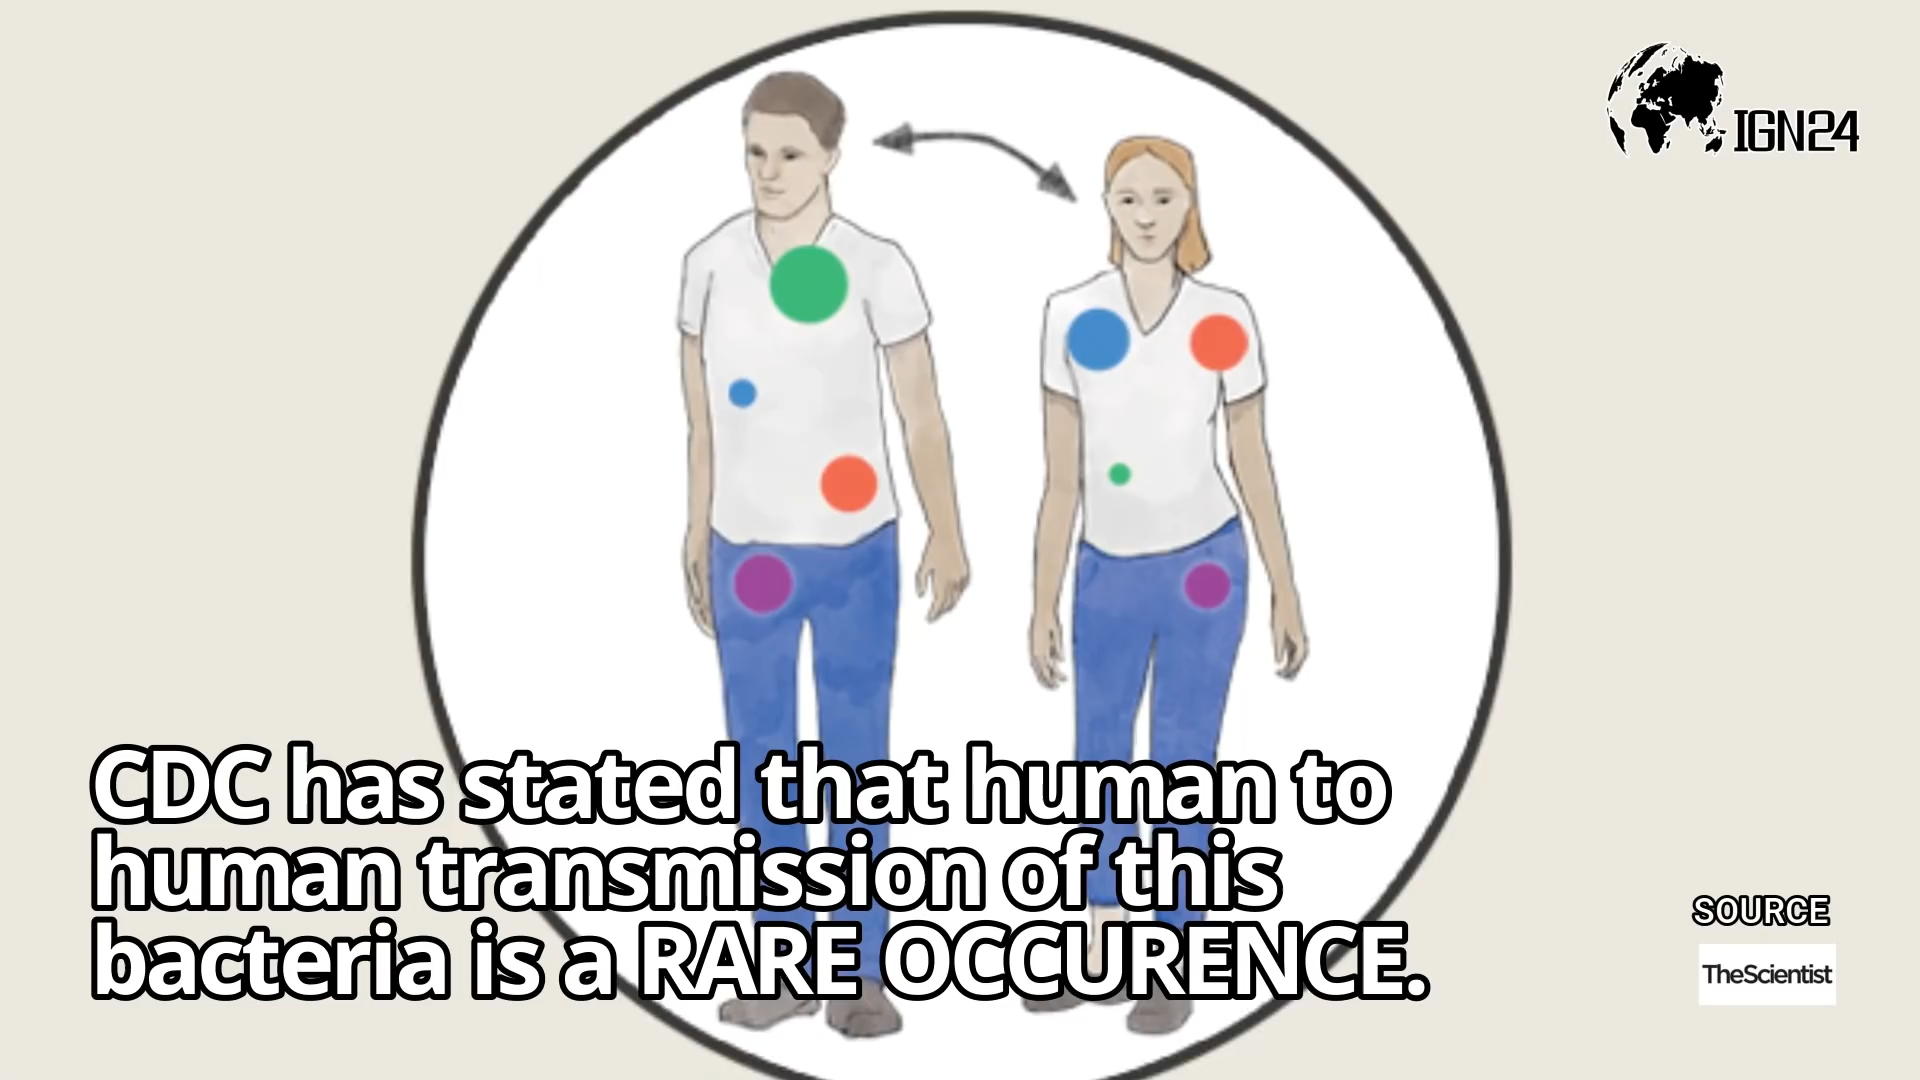 IGN24
CDC has stated that human to
human transmission of this
bacteria is a RARE OCCURENCE.
SOURCE
TheScientist